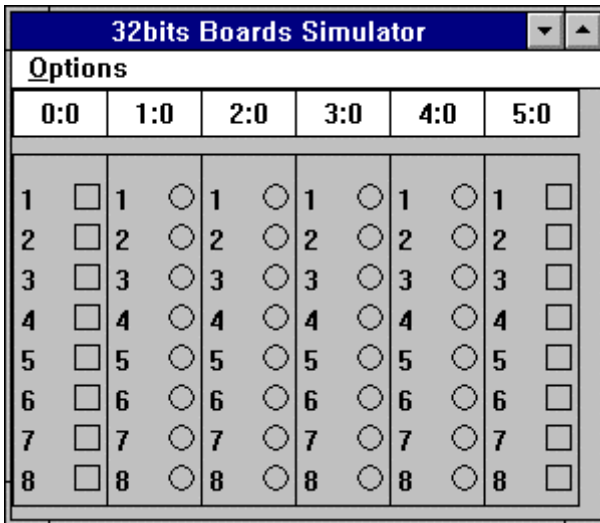 32bits Boards Simulator
Options
0:0 1:0 2:0 3:0 4:0 5:0
1 1 1 1 1 1
2 2 2 2 2 2
3 3 3 3 3 3
4 4 4 4 4 4
5 5 5 5 5 5
6 6 6 6 6 6
7 7 7 7 7 7
8 8 8 8 8 8